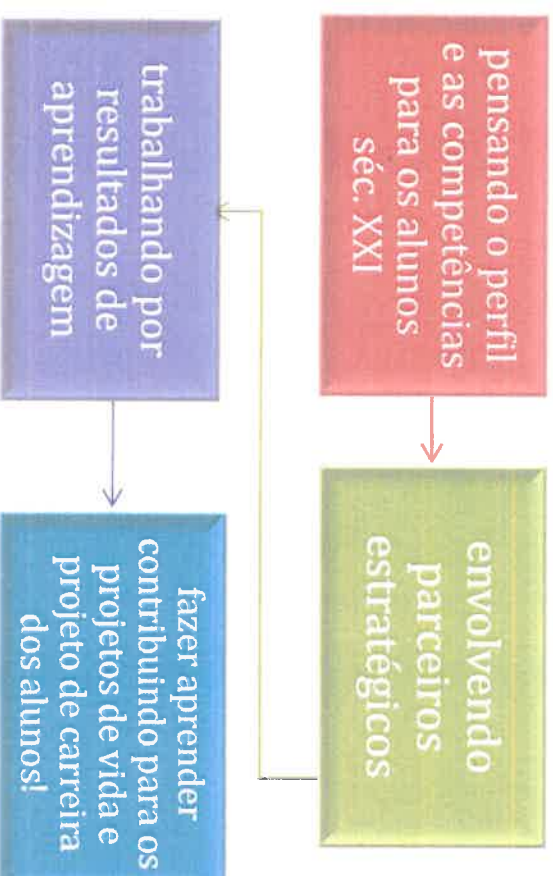 pensando o perfil
e as competências
para os alunos
séc. XXI
envolvendo
parceiros
estratégicos
trabalhando por
resultados de
aprendizagem
fazer aprender
contribuindo para os
projetos de vida e
projeto de carreira
dos alunos!